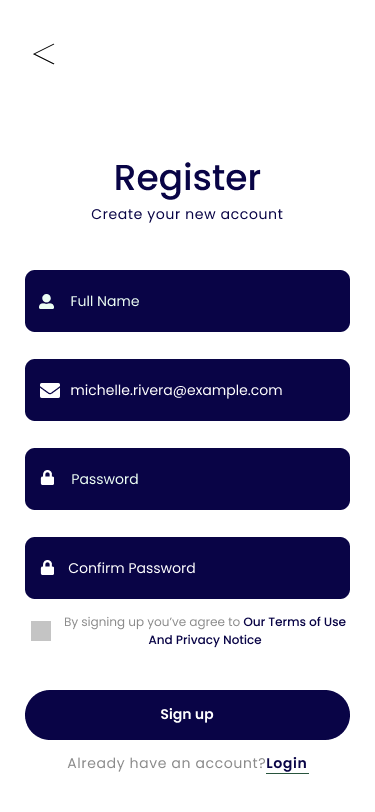 Register
Create your new account
Full Name
michelle.rivera@example.com
Password
Confirm Password
By signing up you’ve agree to Our Terms of Use
And Privacy Notice
Sign up
Already have an account?Login